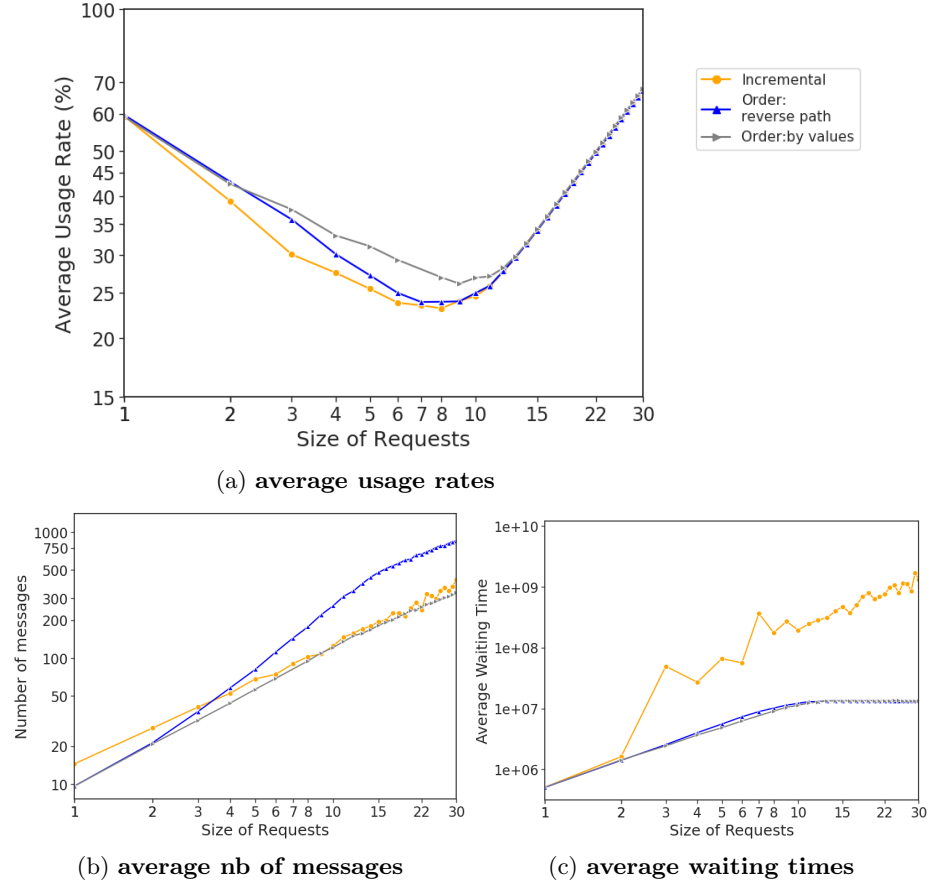 100
70
60
50
45
40
35
30
25
20
15
Average Usage Rate (%)
1 2 3 4 5 6 7 8 10 15 22 30
Size of Requests
Incremental
Order:
reverse path
Order:by values
(a) average usage rates
1000
750
500
300
200
100
50
20
10
Number of messages
1 2 3 4 5 6 7 8 10 15 22 30
Size of Requests
(b) average nb of messages
1e+10
1e+09
1e+08
1e+07
1e+06
Average Waiting Time
1 2 3 4 5 6 7 8 10 15 22 30
Size of Requests
(c) average waiting times